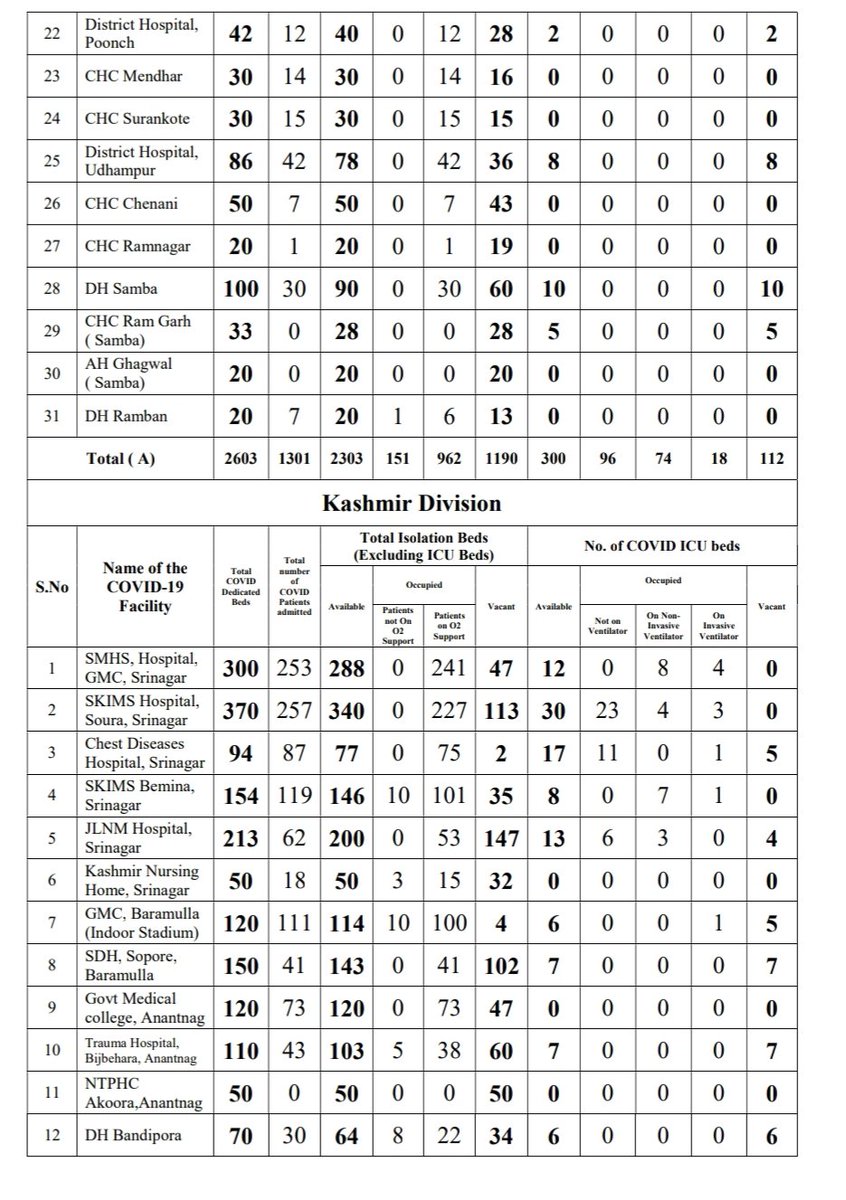 22 District Hospital, Poonch 42 12 40 0 12 28 2 0 0 0 2
23 CHC Mendhar 30 14 30 0 14 16 0 0 0 0 0
24 CHC Surankote 30 15 30 0 15 15 0 0 0 0 0
25 District Hospital, Udhampur 86 42 78 0 42 36 8 0 0 0 8
26 CHC Chenani 50 7 50 0 7 43 0 0 0 0 0
27 CHC Ramnagar 20 1 20 0 1 19 0 0 0 0 0
28 DH Samba 100 30 90 0 30 60 10 0 0 0 10
29 CHC Ram Garh ( Samba) 33 0 28 0 0 28 5 0 0 0 5
30 AH Ghagwal ( Samba) 20 0 20 0 0 20 0 0 0 0 0
31 DH Ramban 20 7 20 1 6 13 0 0 0 0 0
Total ( A) 2603 1301 2303 151 962 1190 300 96 74 18 112
Kashmir Division
S.No
Name of the COVID-19 Facility
Total COVID Dedicated Beds
Total number of COVID Patients admitted
Total Isolation Beds (Excluding ICU Beds)
Available
Occupied
Patients not On O2 Support
Patients on O2 Support
Vacant
No. of COVID ICU beds
Available
Occupied
Not on Ventilator
On Non-Invasive Ventilator
On Invasive Ventilator
Vacant
1 SMHS, Hospital, GMC, Srinagar 300 253 288 0 241 47 12 0 8 4 0
2 SKIMS Hospital, Soura, Srinagar 370 257 340 0 227 113 30 23 4 3 0
3 Chest Diseases Hospital, Srinagar 94 87 77 0 75 2 17 11 0 1 5
4 SKIMS Bemina, Srinagar 154 119 146 10 101 35 8 0 7 1 0
5 JLNM Hospital, Srinagar 213 62 200 0 53 147 13 6 3 0 4
6 Kashmir Nursing Home, Srinagar 50 18 50 3 15 32 0 0 0 0 0
7 GMC, Baramulla (Indoor Stadium) 120 111 114 10 100 4 6 0 0 1 5
8 SDH, Sopore, Baramulla 150 41 143 0 41 102 7 0 0 0 7
9 Govt Medical college, Anantnag 120 73 120 0 73 47 0 0 0 0 0
10 Trauma Hospital, Bijbehara, Anantnag 110 43 103 5 38 60 7 0 0 0 7
11 NTPHC Akoora,Anantnag 50 0 50 0 0 50 0 0 0 0 0
12 DH Bandipora 70 30 64 8 22 34 6 0 0 0 6